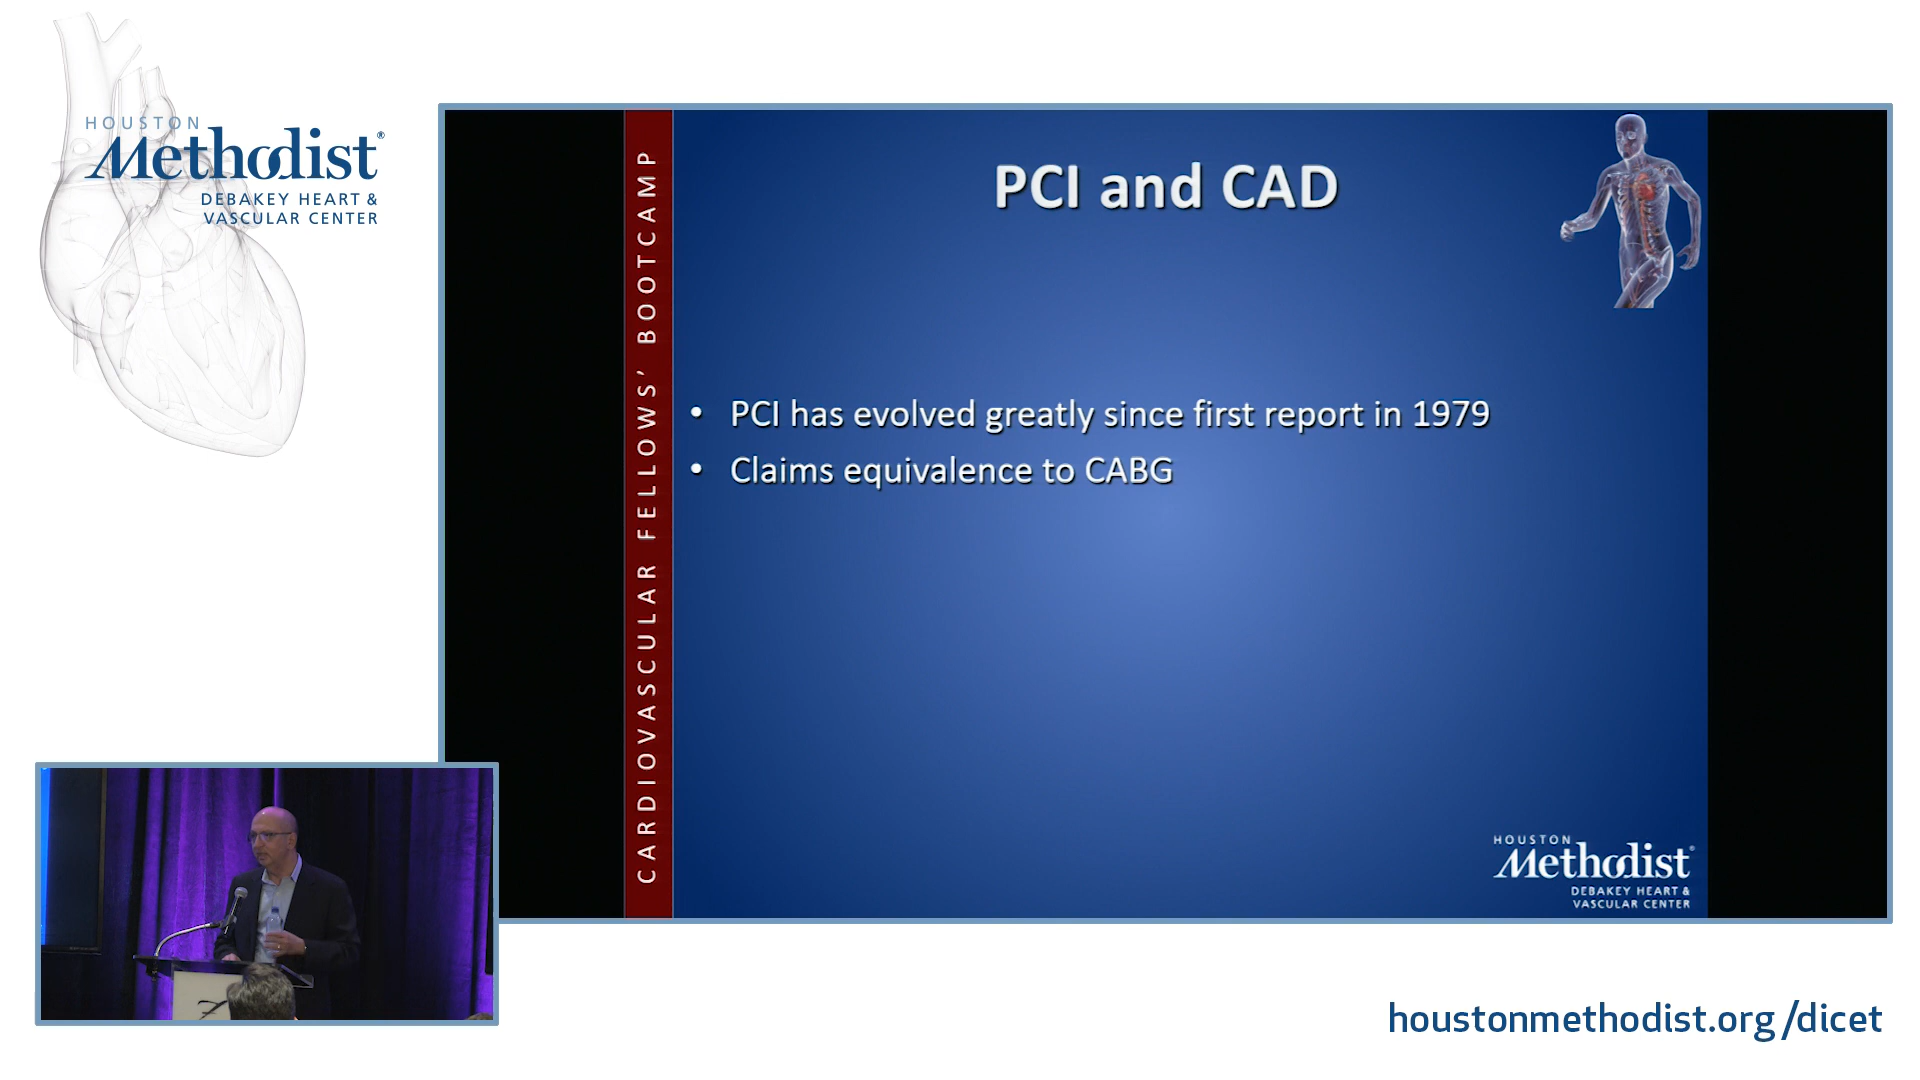 HOUSTON
Methodist®
DEBAKEY HEART &
VASCULAR CENTER
CARDIOVASCULAR FELLOWS' BOOTCAMP
PCI and CAD
• PCI has evolved greatly since first report in 1979
• Claims equivalence to CABG
HOUSTON
Methodist®
DEBAKEY HEART &
VASCULAR CENTER
houstonmethodist.org/dicet